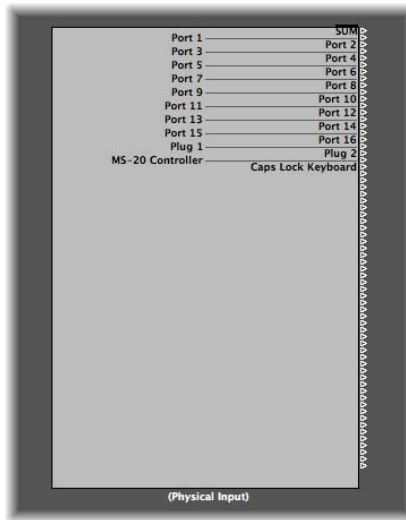 SUM
Port 1
Port 2
Port 3
Port 4
Port 5
Port 6
Port 7
Port 8
Port 9
Port 10
Port 11
Port 12
Port 13
Port 14
Port 15
Port 16
Plug 1
Plug 2
MS-20 Controller
Caps Lock Keyboard
(Physical Input)